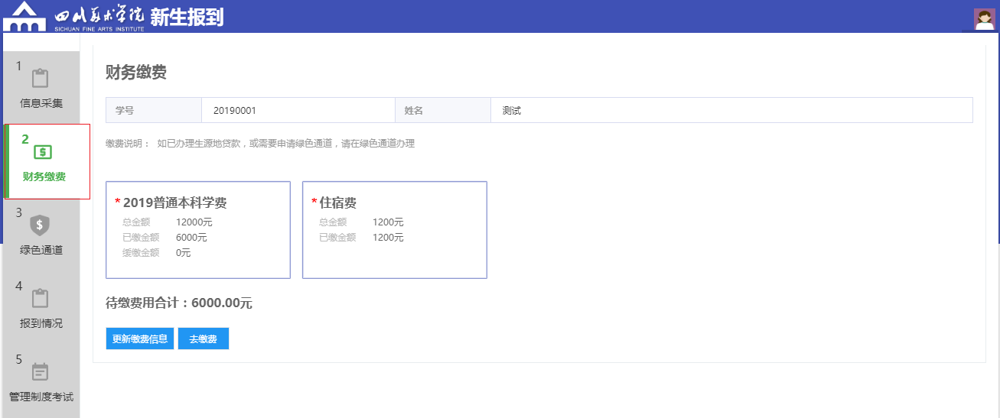 四川美术学院 新生报到
SICHUAN FINE ARTS INSTITUTE
1
信息采集
2
$
财务缴费
3
$
绿色通道
4
报到情况
5
管理制度考试
财务缴费
学号 20190001 姓名 测试
缴费说明： 如已办理生源地贷款，或需要申请绿色通道，请在绿色通道办理
*2019普通本科学费
总金额 12000元
已缴金额 6000元
缓缴金额 0元
*住宿费
总金额 1200元
已缴金额 1200元
待缴费用合计：6000.00元
更新缴费信息 去缴费